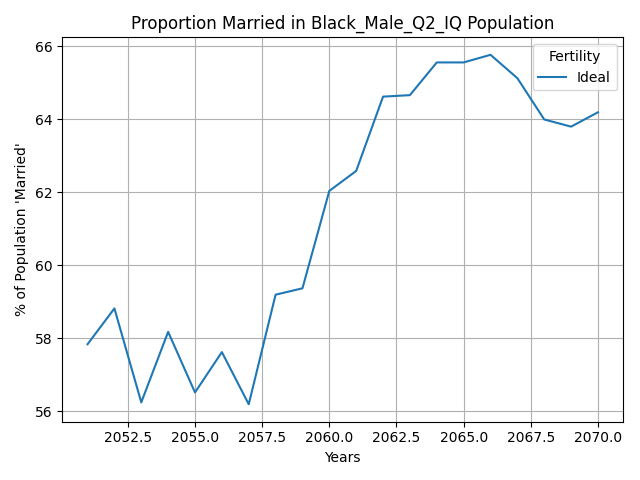 Proportion Married in Black_Male_Q2_IQ Population
Fertility
Ideal
% of Population 'Married'
66
64
62
60
58
56
2052.5 2055.0 2057.5 2060.0 2062.5 2065.0 2067.5 2070.0
Years